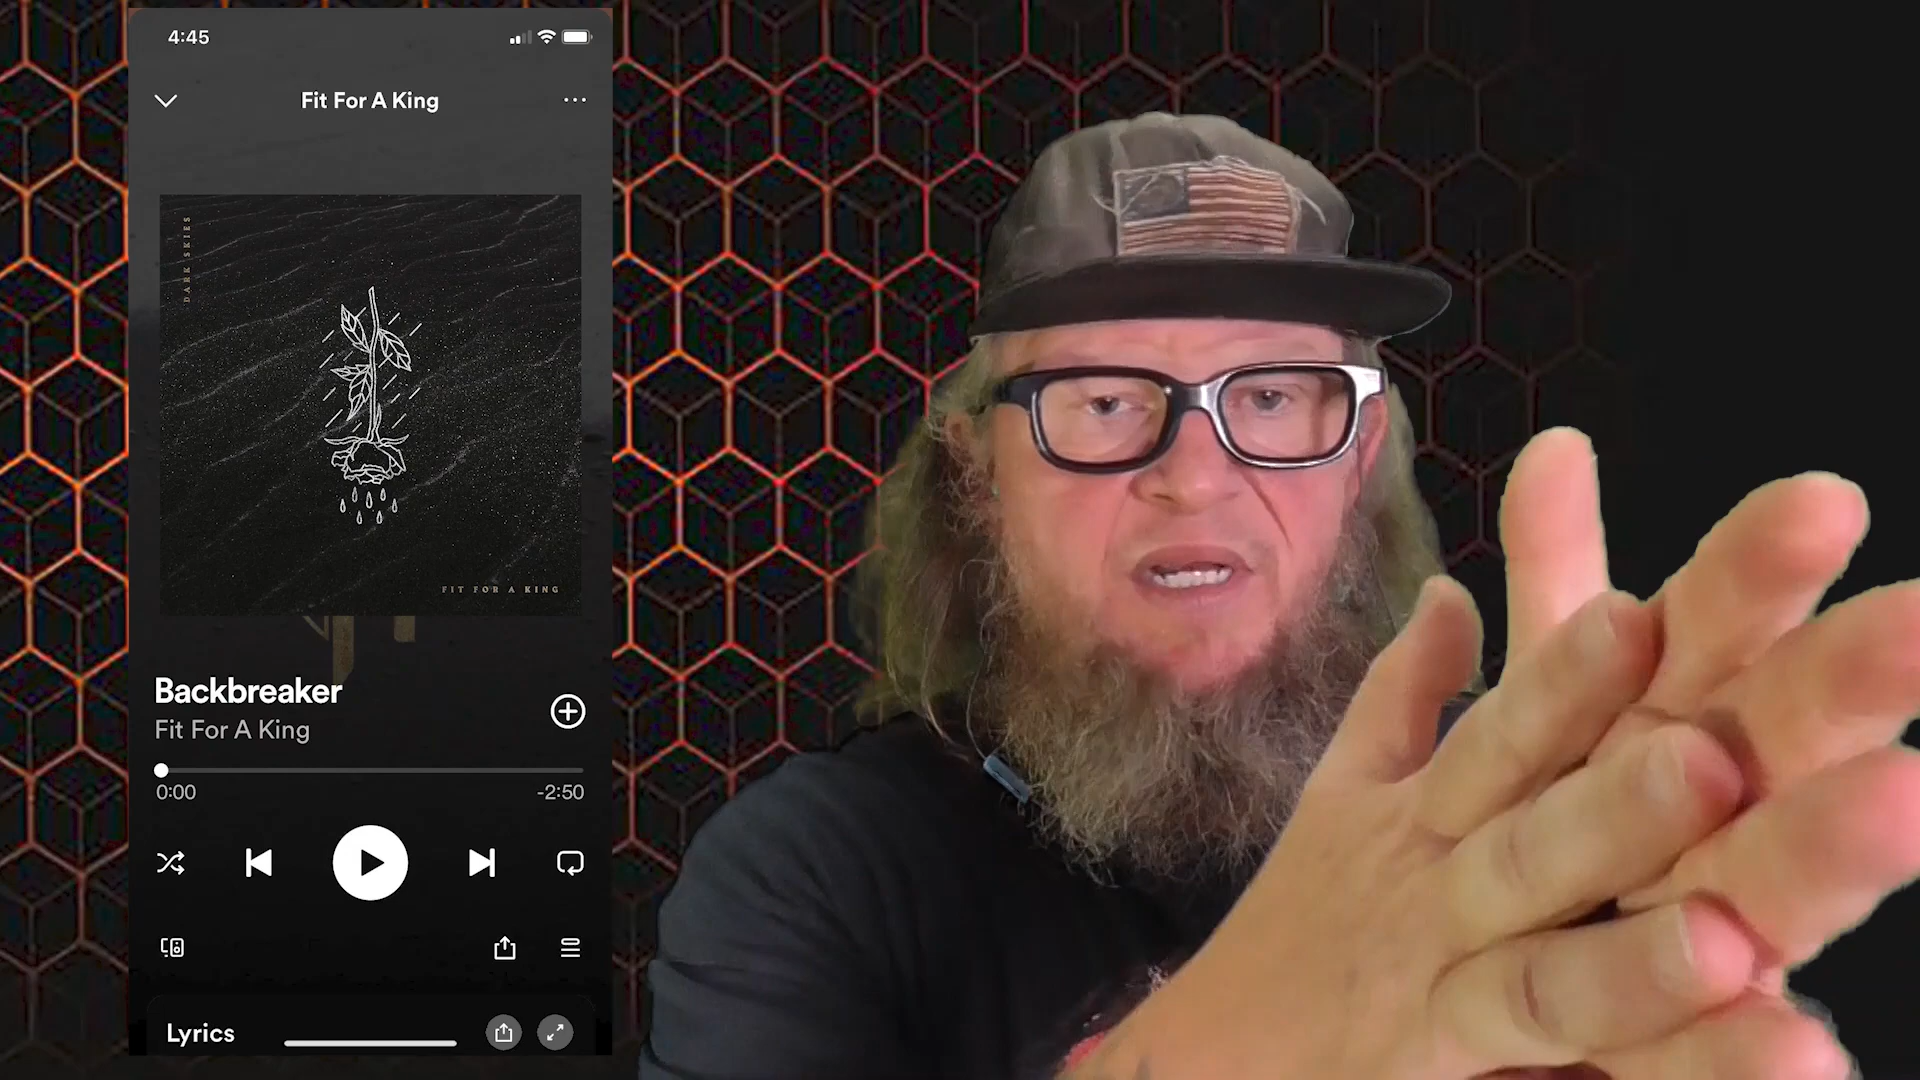 4:45
Fit For A King
DARK SKIES
FIT FOR A KING
Backbreaker
Fit For A King
0:00
-2:50
Lyrics